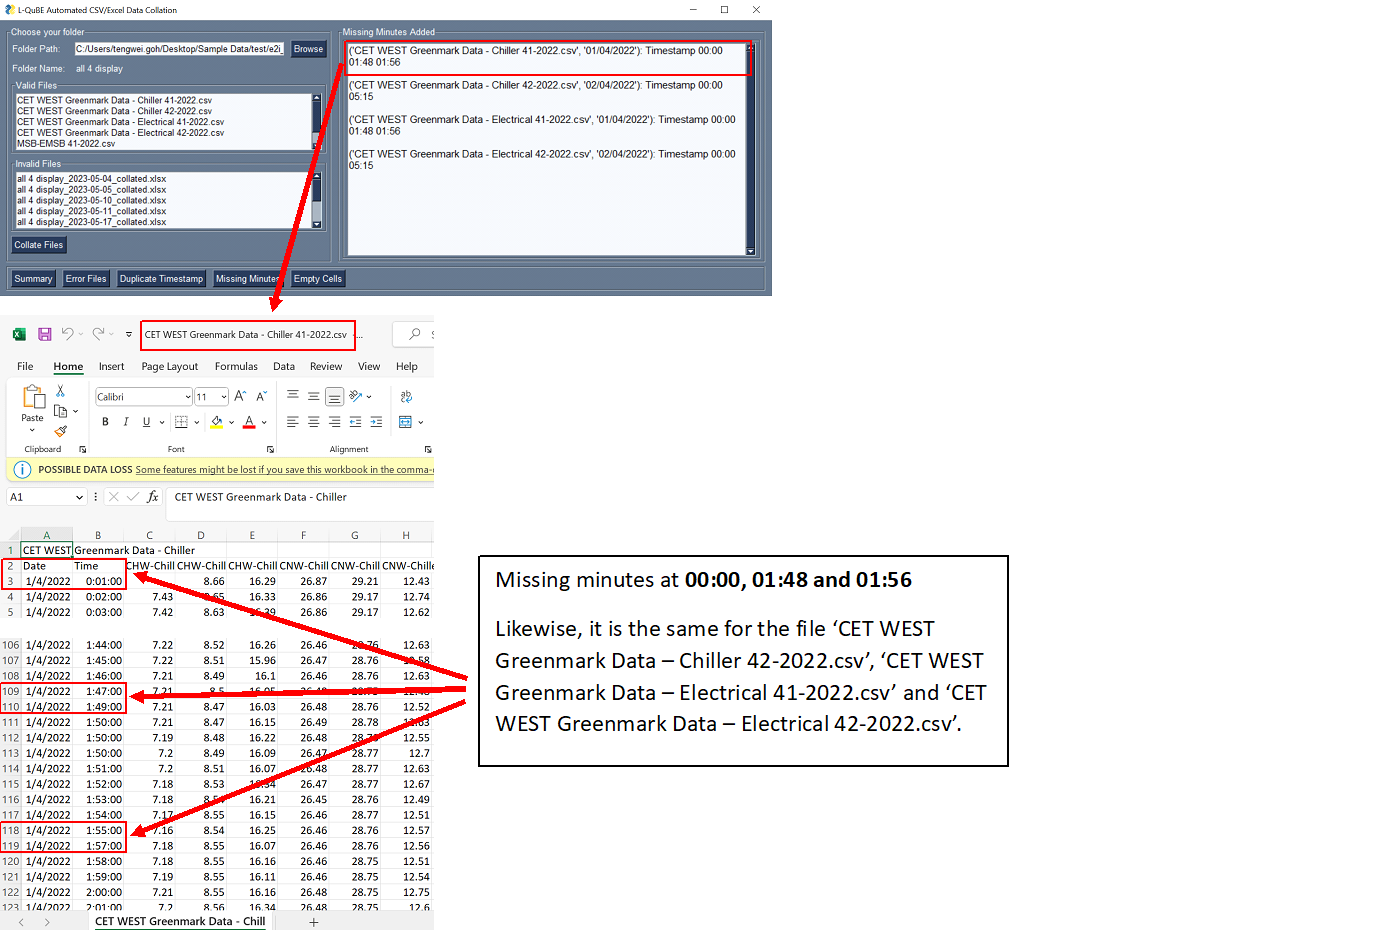 L-QuBE Automated CSV/Excel Data Collation
Choose your folder
Folder Path: C:/Users/tengwei.goh/Desktop/Sample Data/test/e2i_ Browse
Folder Name: all 4 display
Valid Files
CET WEST Greenmark Data - Chiller 41-2022.csv
CET WEST Greenmark Data - Chiller 42-2022.csv
CET WEST Greenmark Data - Electrical 41-2022.csv
CET WEST Greenmark Data - Electrical 42-2022.csv
MSB-EMSB 41-2022.csv
Invalid Files
all 4 display_2023-05-04_collated.xlsx
all 4 display_2023-05-05_collated.xlsx
all 4 display_2023-05-10_collated.xlsx
all 4 display_2023-05-11_collated.xlsx
all 4 display_2023-05-17_collated.xlsx
Collate Files
Missing Minutes Added
('CET WEST Greenmark Data - Chiller 41-2022.csv', '01/04/2022'): Timestamp 00:00
01:48 01:56
('CET WEST Greenmark Data - Chiller 42-2022.csv', '02/04/2022'): Timestamp 00:00
05:15
('CET WEST Greenmark Data - Electrical 41-2022.csv', '01/04/2022'): Timestamp 00:00
01:48 01:56
('CET WEST Greenmark Data - Electrical 42-2022.csv', '02/04/2022'): Timestamp 00:00
05:15
Summary Error Files Duplicate Timestamp Missing Minutes Empty Cells
CET WEST Greenmark Data - Chiller 41-2022.csv -...
File Home Insert Page Layout Formulas Data Review View Help
Paste Calibri 11
B I U A
Clipboard Font Alignment
POSSIBLE DATA LOSS Some features might be lost if you save this workbook in the comma-
A1 fx CET WEST Greenmark Data - Chiller
A B C D E F G H
1 CET WEST Greenmark Data - Chiller
2 Date Time CHW-Chill CHW-Chill CHW-Chill CNW-Chill CNW-Chill CNW-Chille
3 1/4/2022 0:01:00 8.66 16.29 26.87 29.21 12.43
4 1/4/2022 0:02:00 7.43 16.33 26.86 29.17 12.74
5 1/4/2022 0:03:00 7.42 8.63 26.86 29.17 12.62
106 1/4/2022 1:44:00 7.22 8.52 16.26 26.46 12.63
107 1/4/2022 1:45:00 7.22 8.51 15.96 26.47 28.76
108 1/4/2022 1:46:00 7.21 8.49 16.1 26.46 28.76 12.63
109 1/4/2022 1:47:00 7.21
110 1/4/2022 1:49:00 7.21 8.47 16.03 26.48 28.76 12.52
111 1/4/2022 1:50:00 7.21 8.47 16.15 26.49 28.78
112 1/4/2022 1:50:00 7.19 8.48 16.22 26.48 12.55
113 1/4/2022 1:50:00 7.2 8.49 16.09 26.47 28.77 12.7
114 1/4/2022 1:51:00 7.2 8.51 16.07 26.48 28.77 12.63
115 1/4/2022 1:52:00 7.18 8.53 26.47 28.77 12.67
116 1/4/2022 1:53:00 7.18 16.21 26.45 28.76 12.49
117 1/4/2022 1:54:00 7.17 8.55 16.15 26.46 28.77 12.51
118 1/4/2022 1:55:00 7.16 8.54 16.25 26.46 28.76 12.57
119 1/4/2022 1:57:00 7.18 8.55 16.07 26.46 28.76 12.56
120 1/4/2022 1:58:00 7.18 8.55 16.16 26.46 28.75 12.51
121 1/4/2022 1:59:00 7.19 8.55 16.11 26.46 28.75 12.54
122 1/4/2022 2:00:00 7.21 8.55 16.16 26.48 28.75 12.75
123 1/4/2022 2:01:00 7.2 8.56 16.34 26.48 28.75 12.6
CET WEST Greenmark Data - Chill
Missing minutes at 00:00, 01:48 and 01:56
Likewise, it is the same for the file ‘CET WEST
Greenmark Data – Chiller 42-2022.csv’, ‘CET WEST
Greenmark Data – Electrical 41-2022.csv’ and ‘CET
WEST Greenmark Data – Electrical 42-2022.csv’.